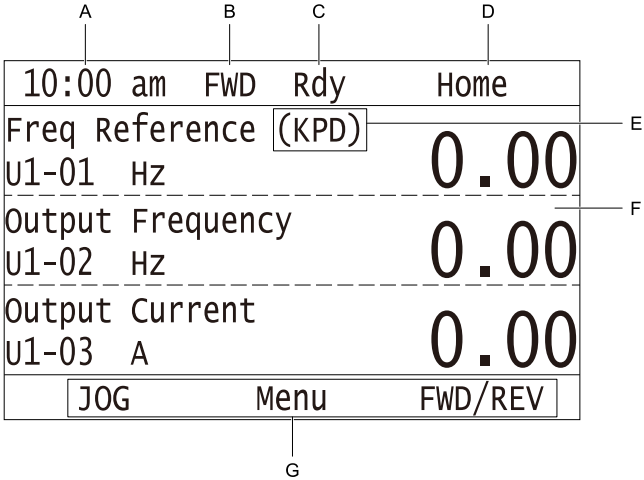 A B C D
10:00 am FWD Rdy Home
Freq Reference (KPD) E
U1-01 Hz 0.00
F
Output Frequency
U1-02 Hz 0.00
Output Current
U1-03 A 0.00
JOG Menu FWD/REV
G